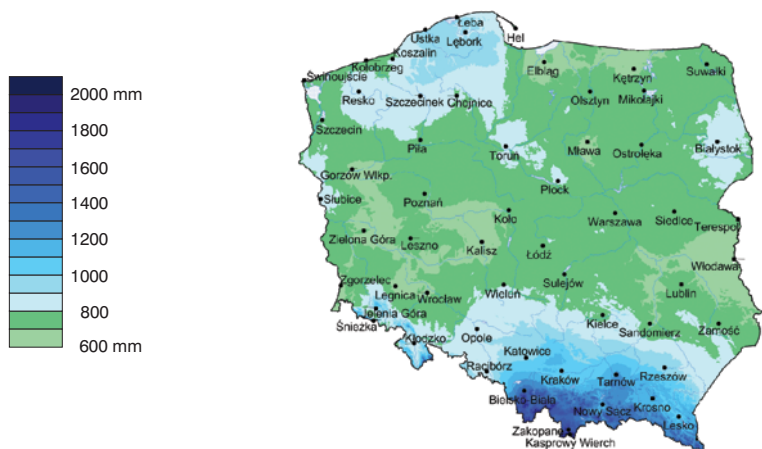 2000 mm
1800
1600
1400
1200
1000
800
600 mm
Łeba
Ustka
Lębork
Hel
Koszalin
Kołobrzeg
Świnoujście
Elbląg
Kętrzyn
Suwałki
Resko
Szczecinek
Chojnice
Olsztyn
Mikołajki
Szczecin
Piła
Toruń
Mława
Ostrołęka
Białystok
Gorzów Wlkp.
Płock
Słubice
Poznań
Koło
Warszawa
Siedlce
Terespol
Zielona Góra
Leszno
Kalisz
Łódź
Włodawa
Zgorzelec
Legnica
Wrocław
Wieluń
Sulejów
Lublin
Jelenia Góra
Śnieżka
Kłodzko
Opole
Kielce
Sandomierz
Zamość
Katowice
Racibórz
Kraków
Tarnów
Rzeszów
Bielsko-Biała
Nowy Sącz
Krosno
Lesko
Zakopane
Kasprowy Wierch